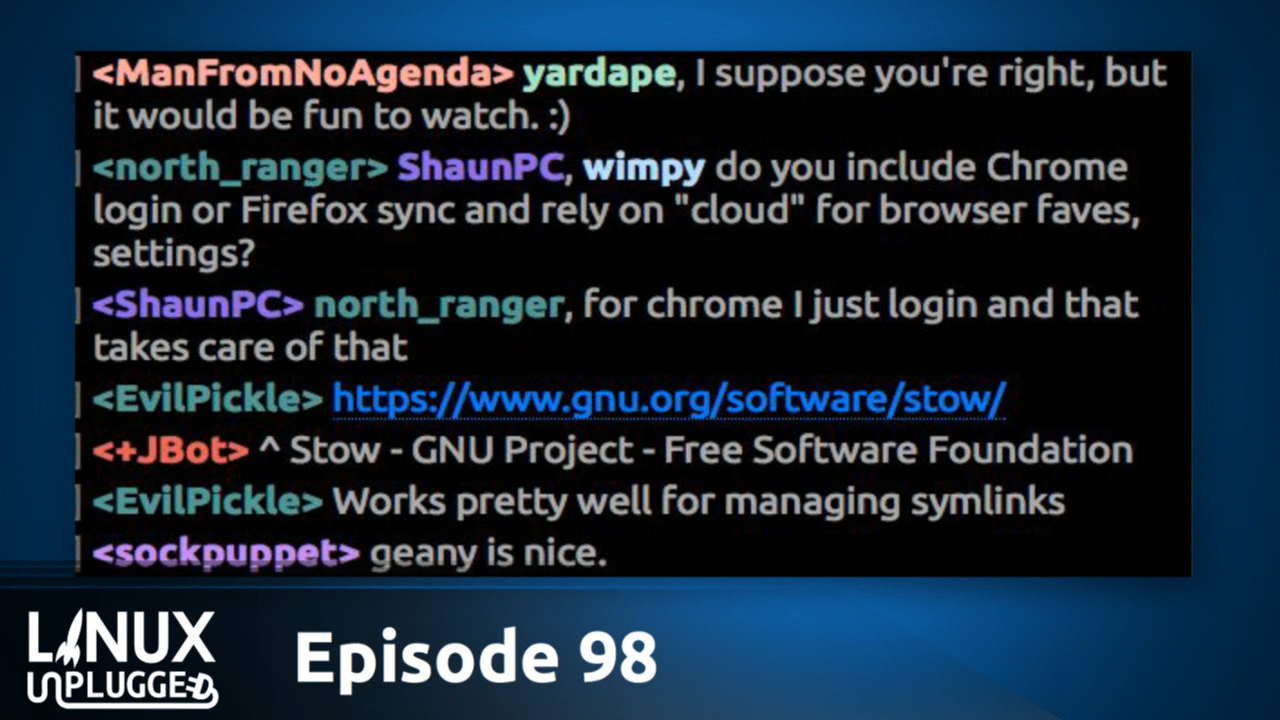 <ManFromNoAgenda> yardape, I suppose you're right, but
it would be fun to watch. :)
<north_ranger> ShaunPC, wimpy do you include Chrome
login or Firefox sync and rely on "cloud" for browser faves,
settings?
<ShaunPC> north_ranger, for chrome I just login and that
takes care of that
<EvilPickle> https://www.gnu.org/software/stow/
<+JBot> ^ Stow - GNU Project - Free Software Foundation
<EvilPickle> Works pretty well for managing symlinks
<sockpuppet> geany is nice.
LINUX
UNPLUGGED
Episode 98